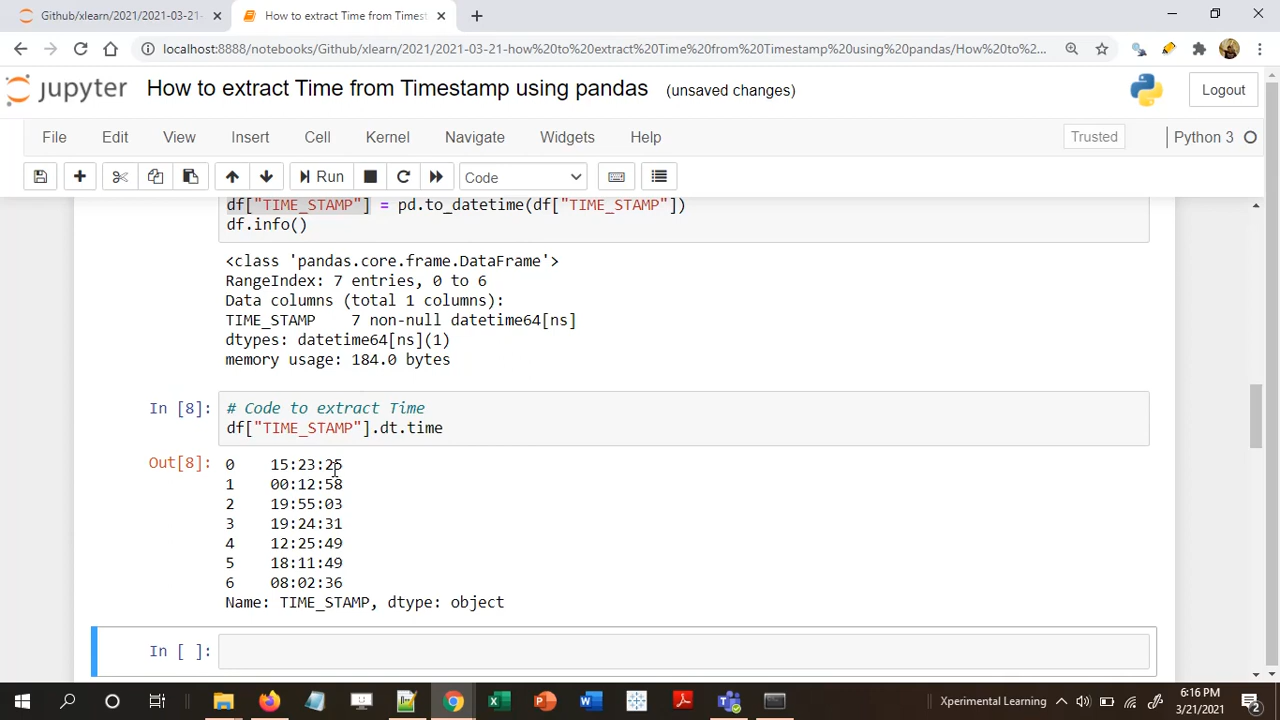 Github/xlearn/2021/2021-03-21-
How to extract Time from Timest
localhost:8888/notebooks/Github/xlearn/2021/2021-03-21-how%20to%20extract%20Time%20from%20Timestamp%20using%20pandas/How%20to%...
jupyter How to extract Time from Timestamp using pandas (unsaved changes)
Logout
File Edit View Insert Cell Kernel Navigate Widgets Help
Trusted Python 3
Run Code
df["TIME_STAMP"] = pd.to_datetime(df["TIME_STAMP"])
df.info()
<class 'pandas.core.frame.DataFrame'>
RangeIndex: 7 entries, 0 to 6
Data columns (total 1 columns):
TIME_STAMP 7 non-null datetime64[ns]
dtypes: datetime64[ns](1)
memory usage: 184.0 bytes
In [8]: # Code to extract Time
df["TIME_STAMP"].dt.time
Out[8]: 0 15:23:25
1 00:12:58
2 19:55:03
3 19:24:31
4 12:25:49
5 18:11:49
6 08:02:36
Name: TIME_STAMP, dtype: object
In [ ]:
Xperimental Learning
6:16 PM
3/21/2021
2